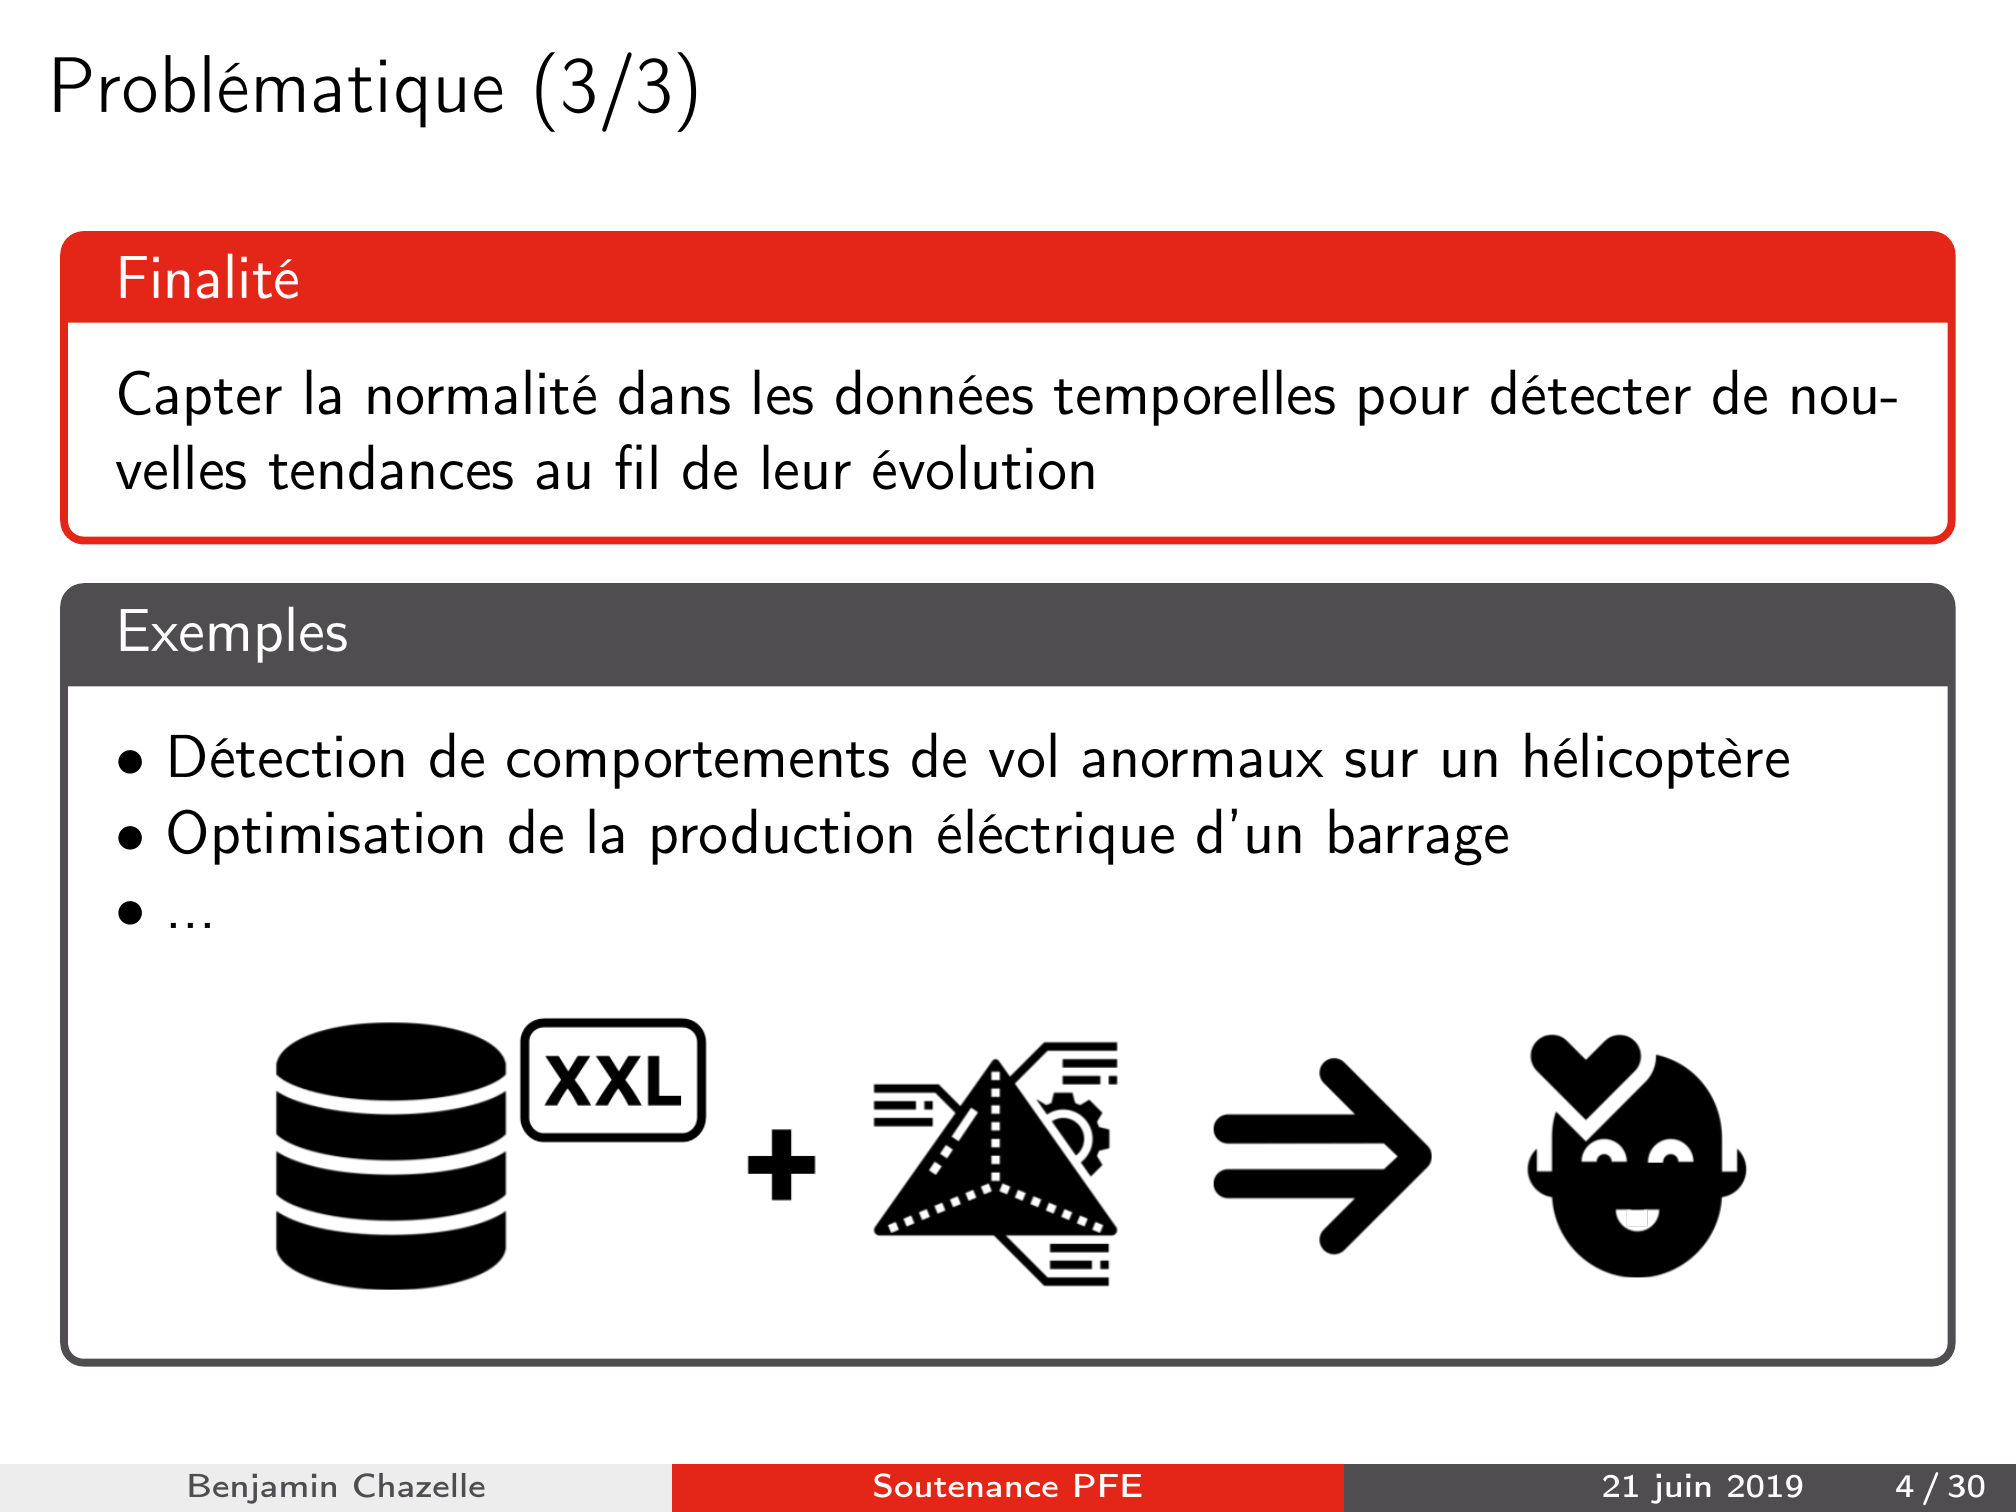 Problématique (3/3)
Finalité
Capter la normalité dans les données temporelles pour détecter de nou-
velles tendances au fil de leur évolution
Exemples
• Détection de comportements de vol anormaux sur un hélicoptère
• Optimisation de la production éléctrique d'un barrage
• ...
XXL
Benjamin Chazelle
Soutenance PFE
21 juin 2019
4 / 30